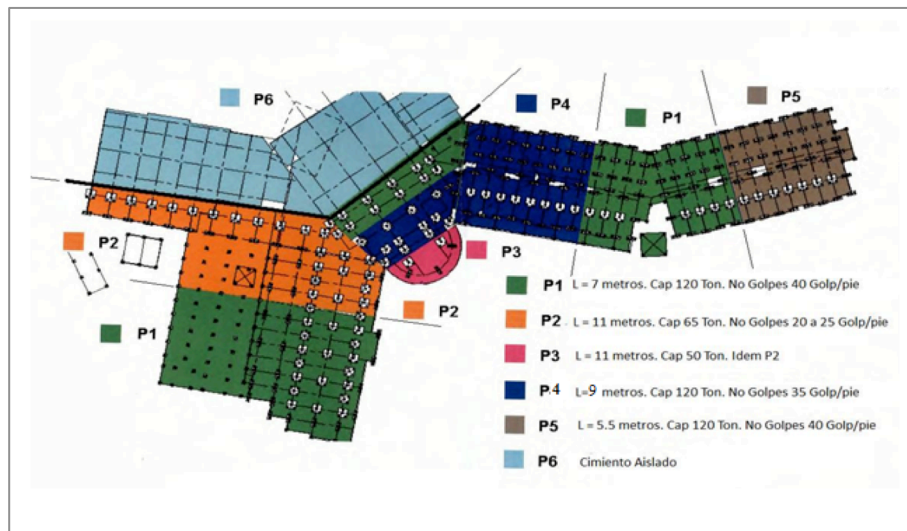 P6
P4
P1
P5
P2
P3
P1
P2
P1 L = 7 metros. Cap 120 Ton. No Golpes 40 Golp/pie
P2 L = 11 metros. Cap 65 Ton. No Golpes 20 a 25 Golp/pie
P3 L = 11 metros. Cap 50 Ton. Idem P2
P.4 L=9 metros. Cap 120 Ton. No Golpes 35 Golp/pie
P5 L = 5.5 metros. Cap 120 Ton. No Golpes 40 Golp/pie
P6 Cimiento Aislado